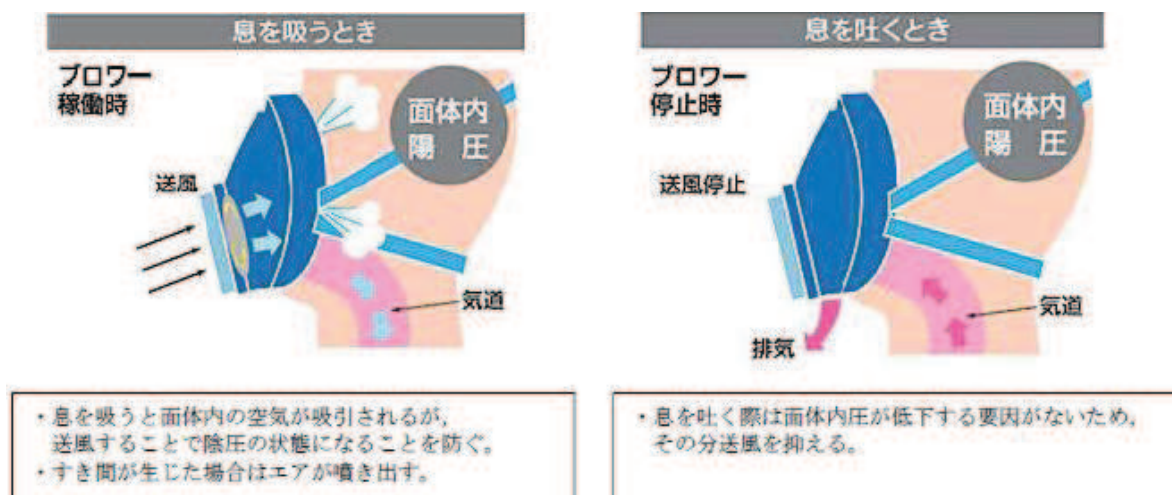 息を吸うとき
ブロワー
稼働時
面体内
陽 圧
送風
気道
・息を吸うと面体内の空気が吸引されるが,
送風することで陰圧の状態になることを防ぐ。
・すき間が生じた場合はエアが噴き出す。
息を吐くとき
ブロワー
停止時
面体内
陽 圧
送風停止
気道
排気
・息を吐く際は面体内圧が低下する要因がないため,
その分送風を抑える。